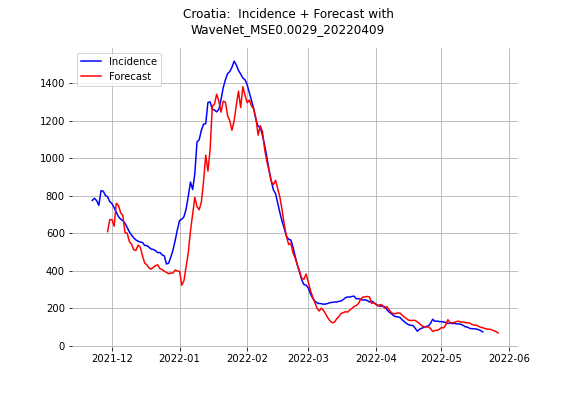 Croatia:  Incidence + Forecast with
WaveNet_MSE0.0029_20220409
Incidence
Forecast
1400
1200
1000
800
600
400
200
0
2021-12 2022-01 2022-02 2022-03 2022-04 2022-05 2022-06